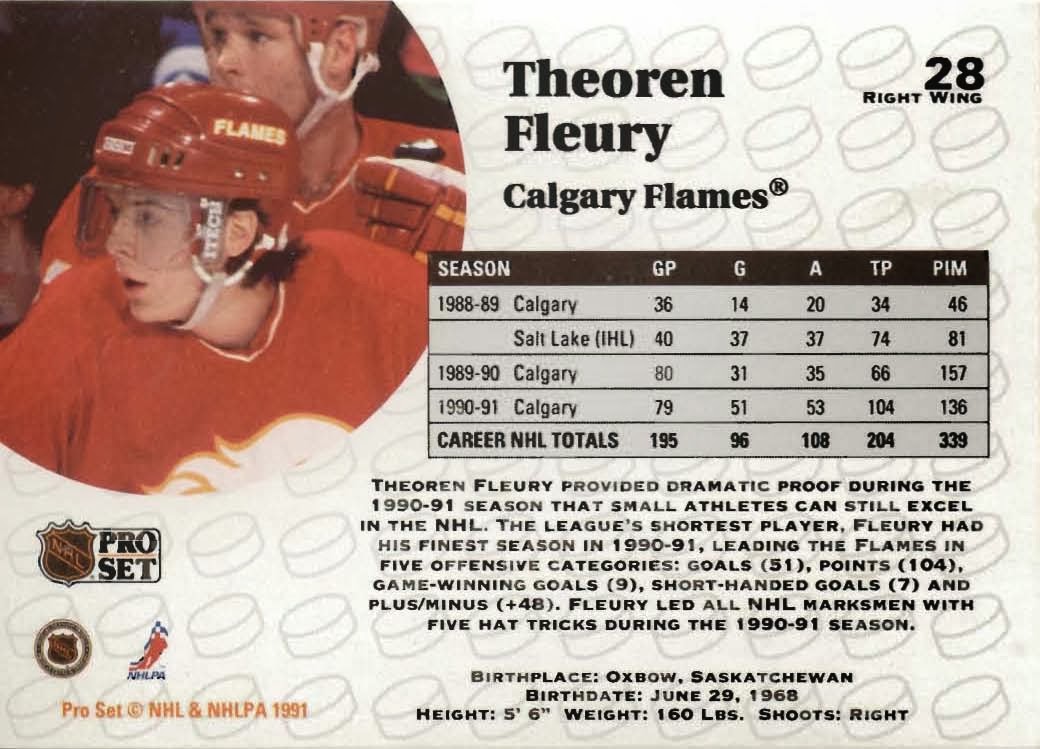 Theoren
Fleury
Calgary Flames®
28
RIGHT WING
FLAMES
ITECH
SEASON GP G A TP PIM
1988-89 Calgary 36 14 20 34 46
Salt Lake (IHL) 40 37 37 74 81
1989-90 Calgary 80 31 35 66 157
1990-91 Calgary 79 51 53 104 136
CAREER NHL TOTALS 195 96 108 204 339
THEOREN FLEURY PROVIDED DRAMATIC PROOF DURING THE
1990-91 SEASON THAT SMALL ATHLETES CAN STILL EXCEL
IN THE NHL. THE LEAGUE'S SHORTEST PLAYER, FLEURY HAD
HIS FINEST SEASON IN 1990-91, LEADING THE FLAMES IN
FIVE OFFENSIVE CATEGORIES: GOALS (51), POINTS (104),
GAME-WINNING GOALS (9), SHORT-HANDED GOALS (7) AND
PLUS/MINUS (+48). FLEURY LED ALL NHL MARKSMEN WITH
FIVE HAT TRICKS DURING THE 1990-91 SEASON.
NHL PRO
SET
NHLPA
BIRTHPLACE: OXBOW, SASKATCHEWAN
BIRTHDATE: JUNE 29, 1968
HEIGHT: 5' 6" WEIGHT: 160 LBS. SHOOTS: RIGHT
Pro Set © NHL & NHLPA 1991